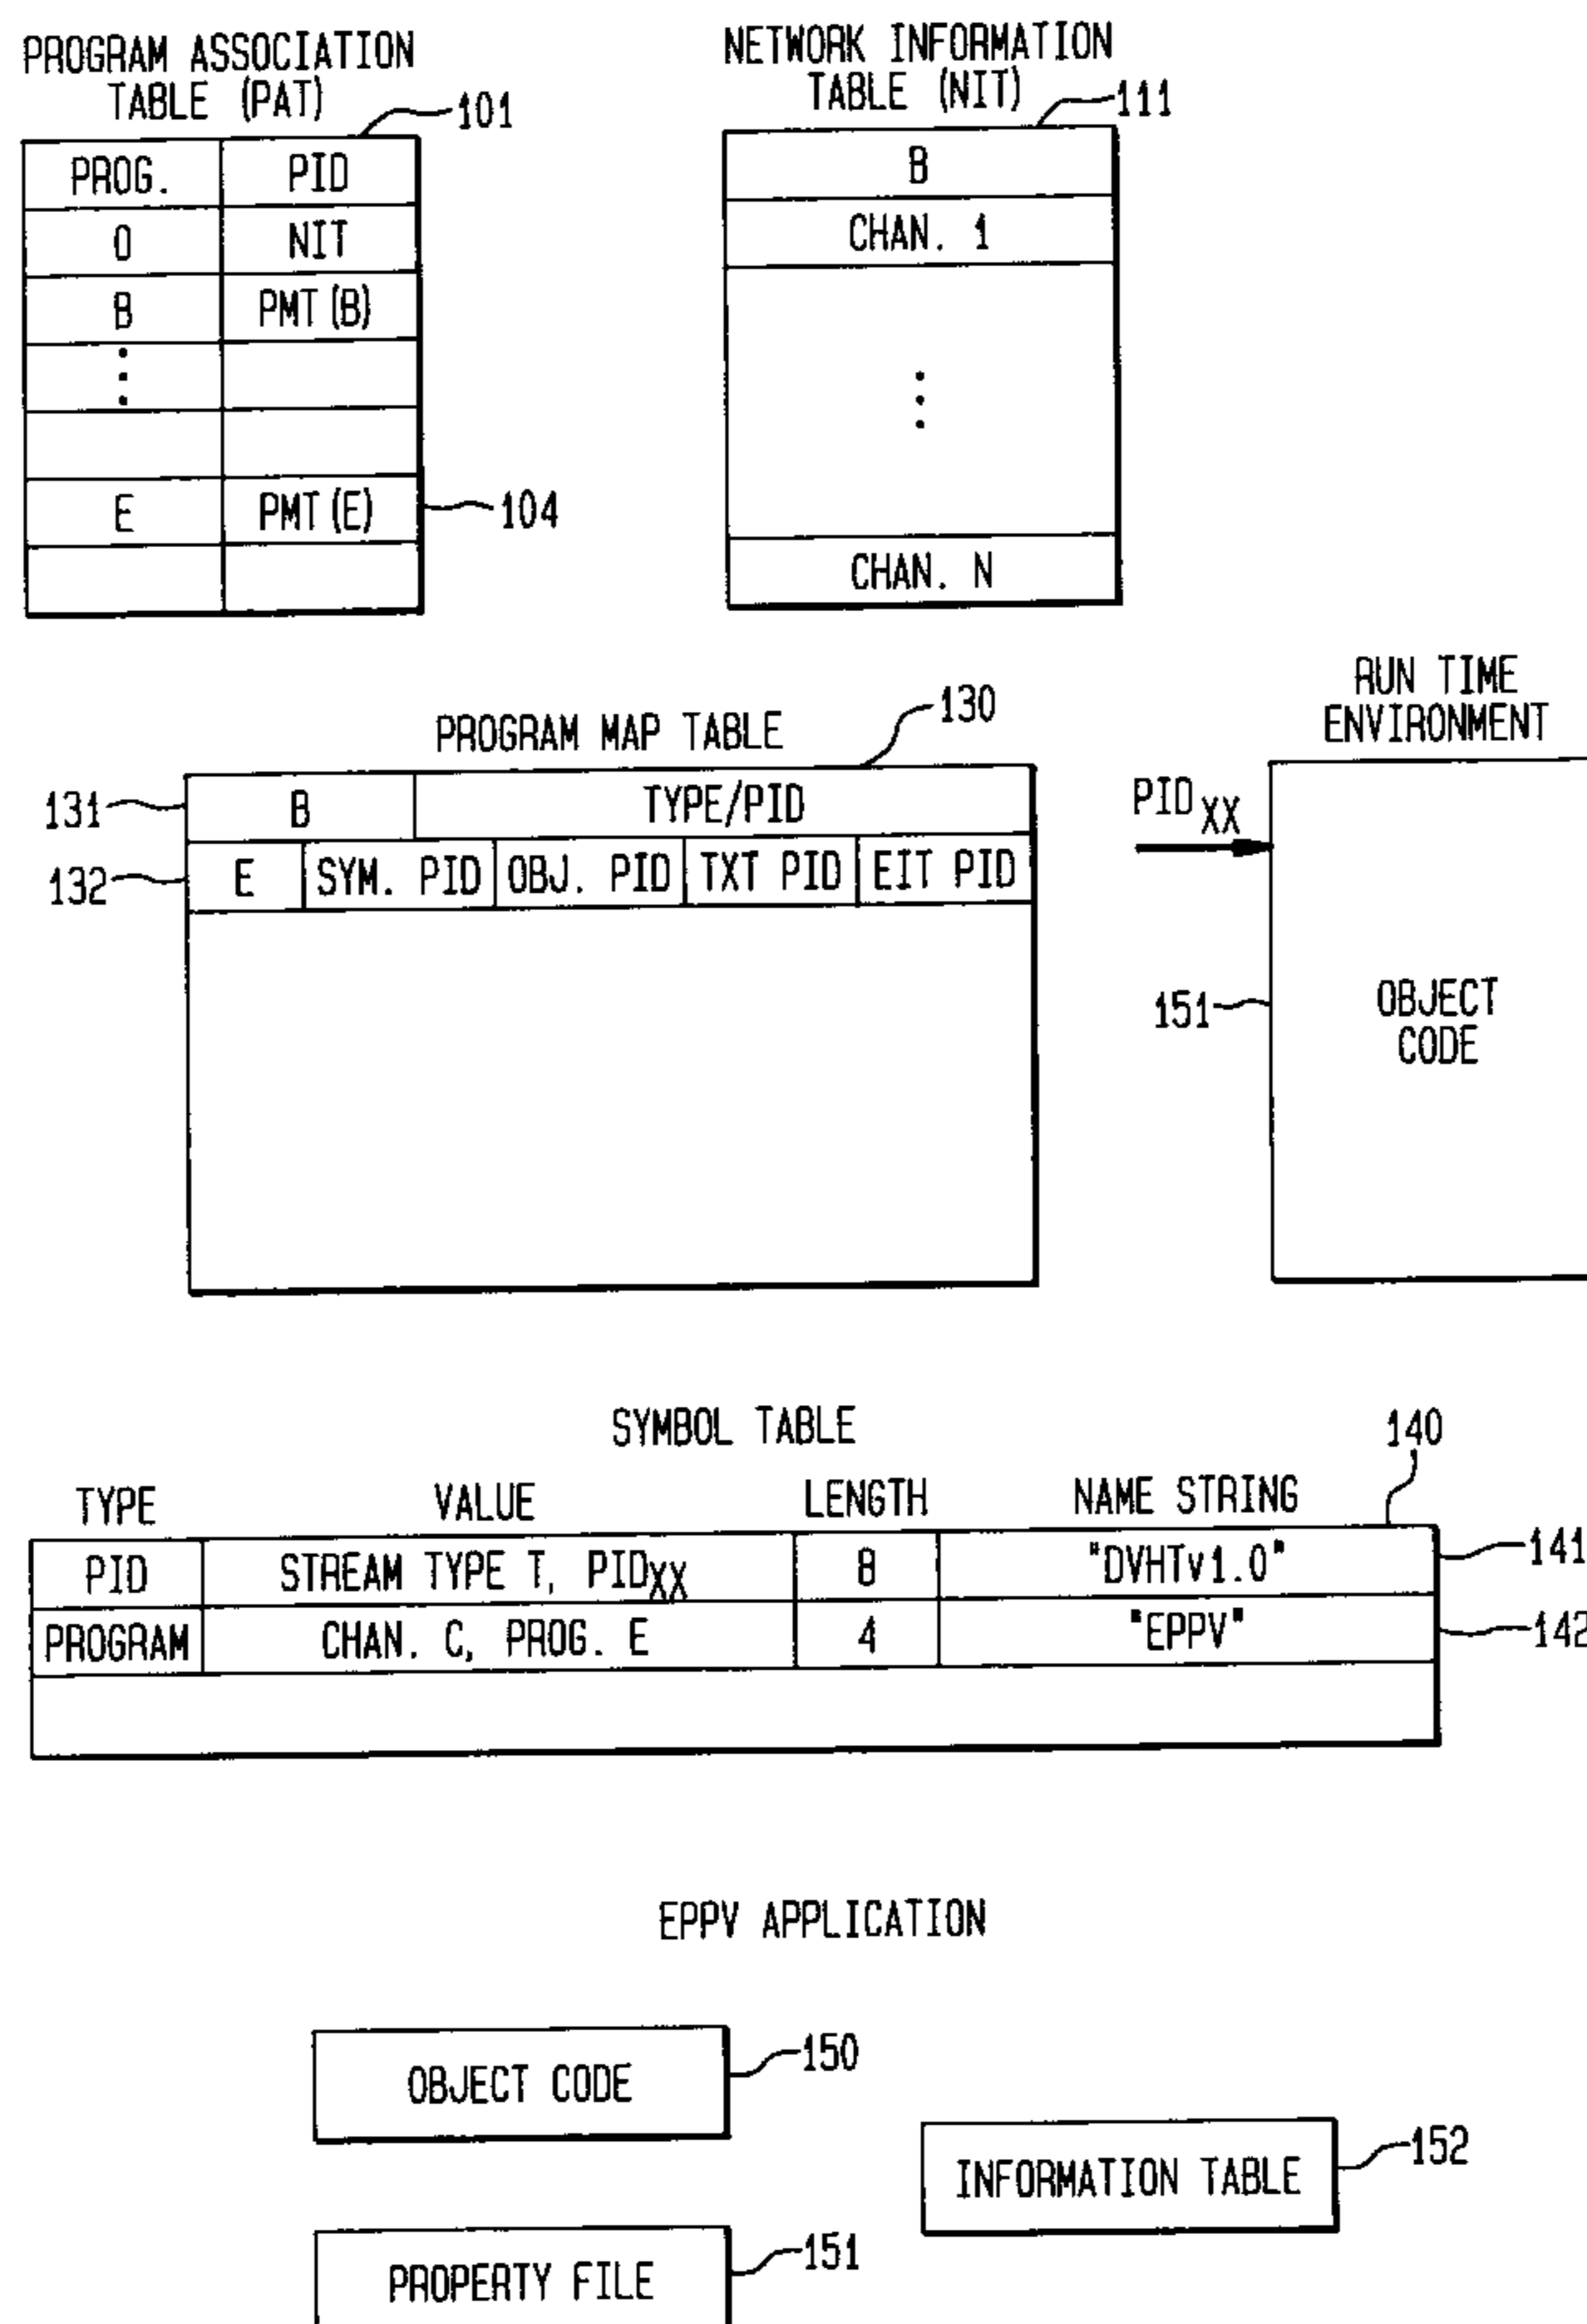 PROGRAM ASSOCIATION
TABLE (PAT)
101
PROG. PID
0 NIT
B PMT (B)
E PMT (E)
104
NETWORK INFORMATION
TABLE (NIT)
111
B
CHAN. 1
CHAN. N
PROGRAM MAP TABLE
130
131
B TYPE/PID
132
E SYM. PID OBJ. PID TXT PID EIT PID
RUN TIME
ENVIRONMENT
PIDXX
151
OBJECT
CODE
SYMBOL TABLE
140
TYPE VALUE LENGTH NAME STRING
PID STREAM TYPE T, PIDXX 8 "DVHTv1.0" 141
PROGRAM CHAN. C, PROG. E 4 "EPPV" 142
EPPV APPLICATION
OBJECT CODE
150
INFORMATION TABLE
152
PROPERTY FILE
151